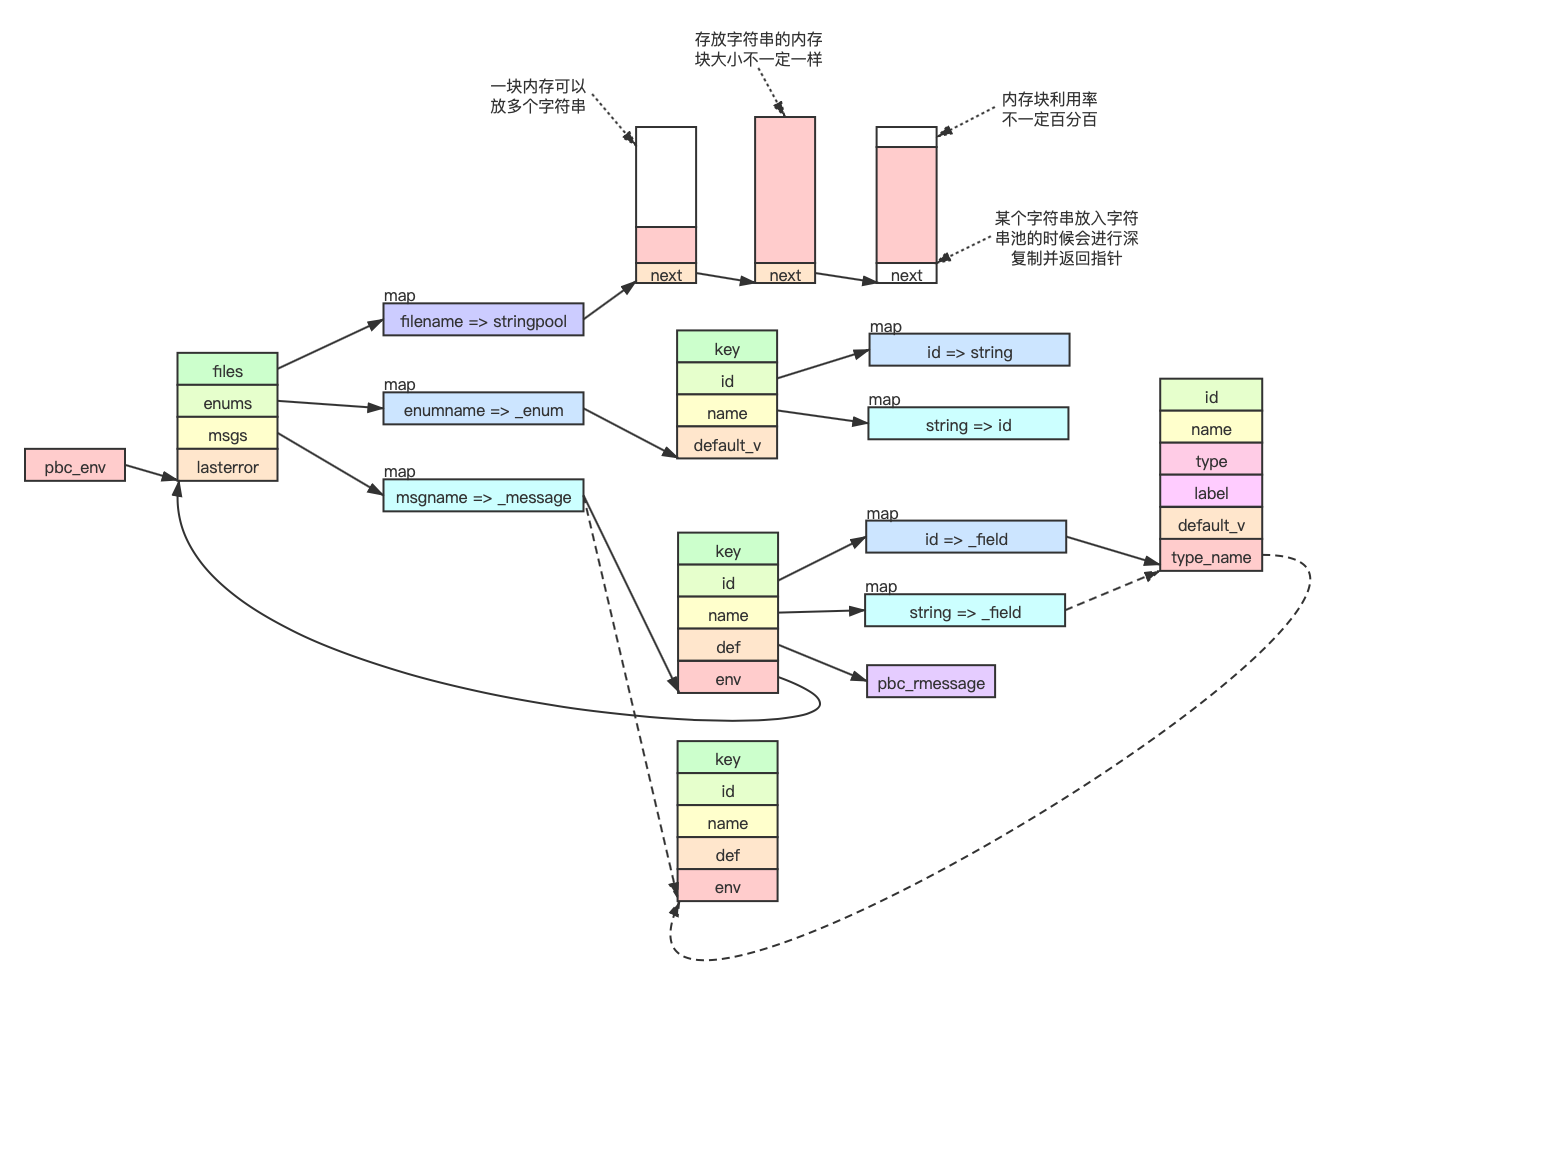 存放字符串的内存
块大小不一定一样
一块内存可以
放多个字符串
内存块利用率
不一定百分百
某个字符串放入字符
串池的时候会进行深
复制并返回指针
next
next
next
map
filename => stringpool
files
enums
msgs
lasterror
pbc_env
map
enumname => _enum
map
msgname => _message
key
id
name
default_v
map
id => string
map
string => id
key
id
name
def
env
map
id => _field
map
string => _field
pbc_rmessage
id
name
type
label
default_v
type_name
key
id
name
def
env